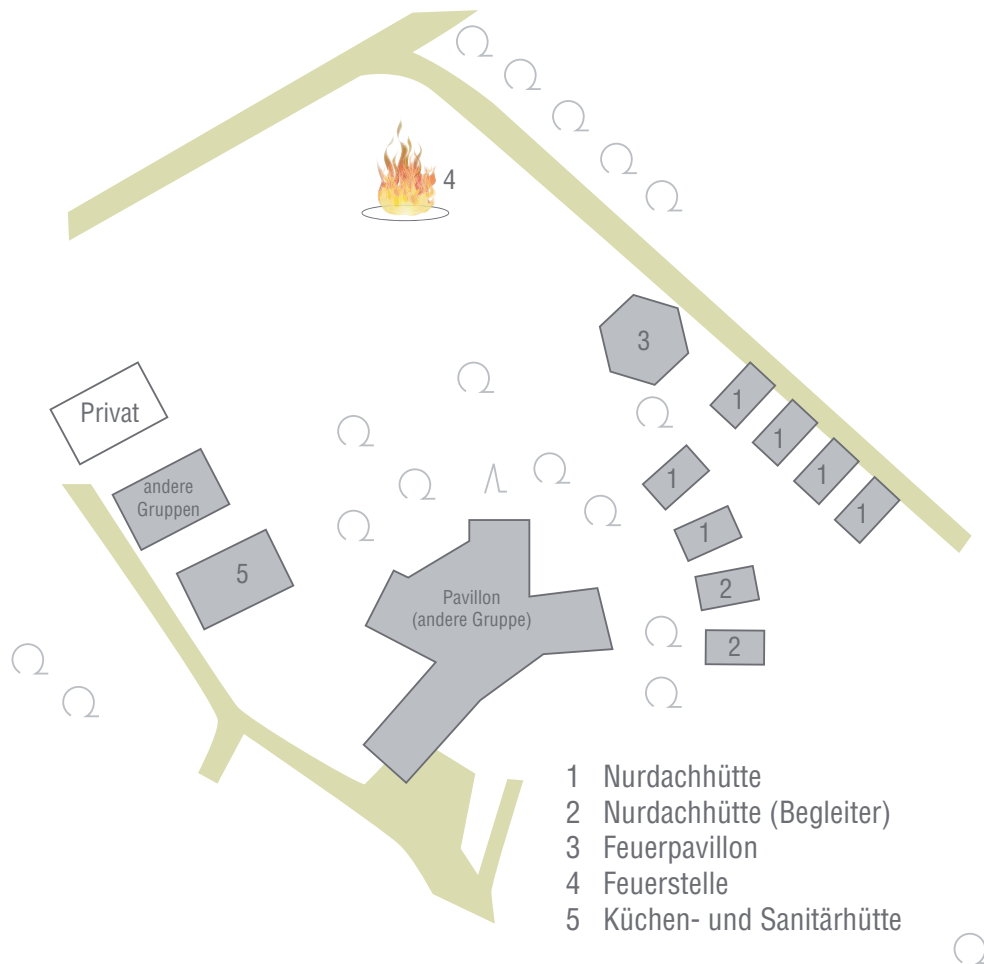 4
3
Privat
1
1
1
1
1
1
andere
Gruppen
5
2
2
Pavillon
(andere Gruppe)
1 Nurdachhütte
2 Nurdachhütte (Begleiter)
3 Feuerpavillon
4 Feuerstelle
5 Küchen- und Sanitärhütte